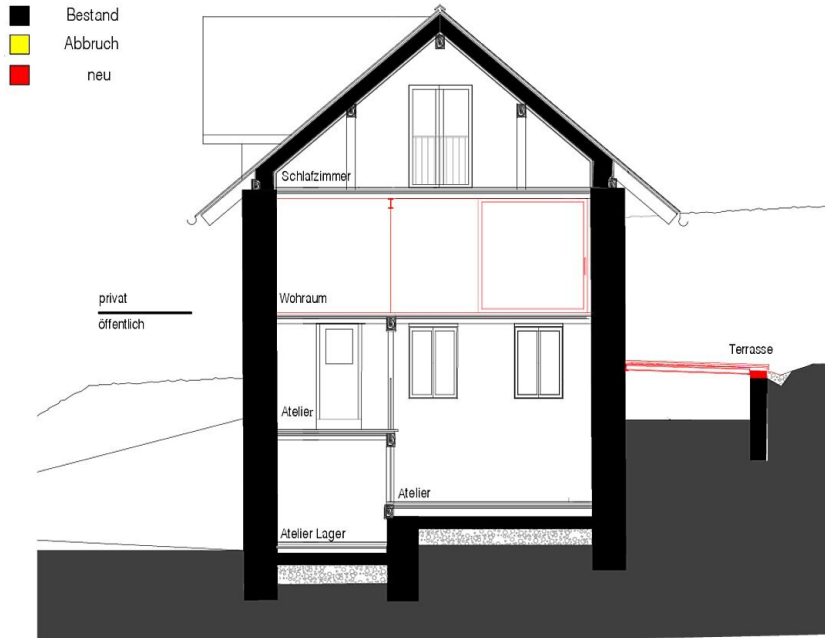 Bestand
Abbruch
neu
Schlafzimmer
Wohraum
privat
öffentlich
Terrasse
Atelier
Atelier
Atelier Lager